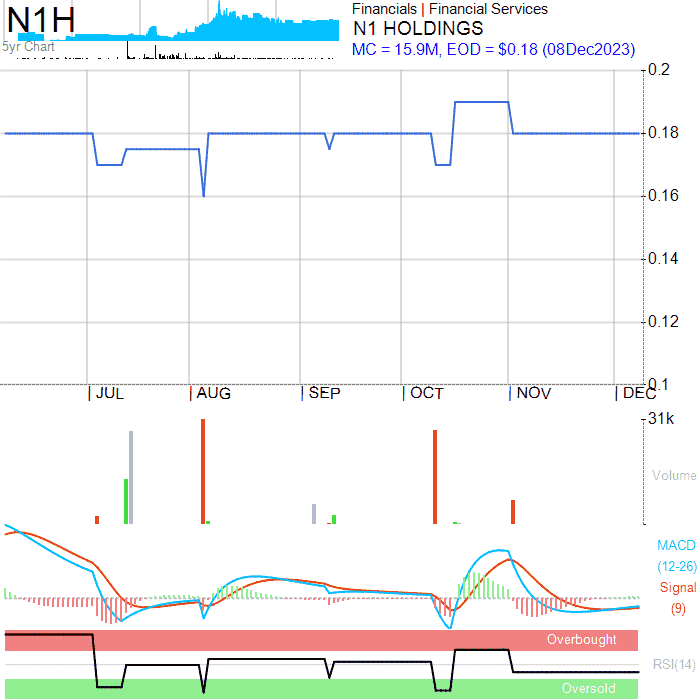 N1H
Financials | Financial Services
N1 HOLDINGS
5yr Chart
MC = 15.9M, EOD = $0.18 (08Dec2023)
0.2
0.18
0.16
0.14
0.12
0.1
JUL AUG SEP OCT NOV DEC
31k
Volume
MACD
(12-26)
Signal
(9)
Overbought
RSI(14)
Oversold